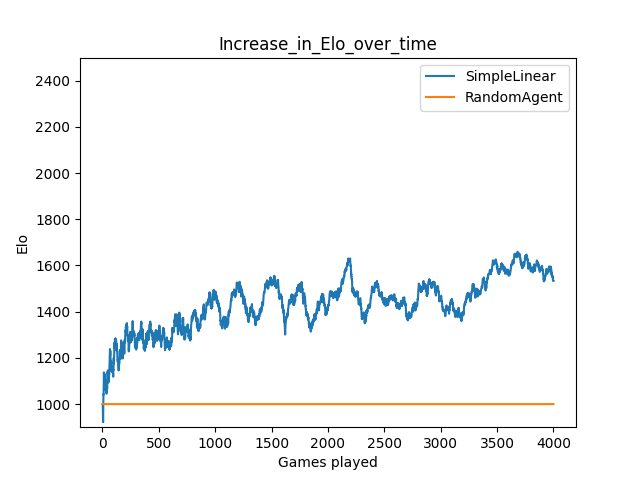 Increase_in_Elo_over_time
SimpleLinear
RandomAgent
2400
2200
2000
1800
1600
1400
1200
1000
Elo
0 500 1000 1500 2000 2500 3000 3500 4000
Games played